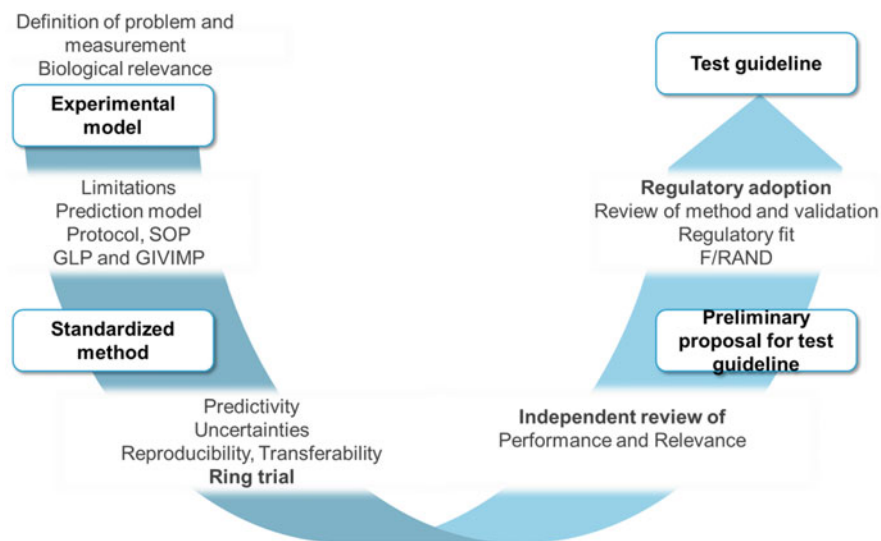 Definition of problem and
measurement
Biological relevance
Experimental
model
Limitations
Prediction model
Protocol, SOP
GLP and GIVIMP
Standardized
method
Predictivity
Uncertainties
Reproducibility, Transferability
Ring trial
Independent review of
Performance and Relevance
Preliminary
proposal for test
guideline
Regulatory adoption
Review of method and validation
Regulatory fit
F/RAND
Test guideline